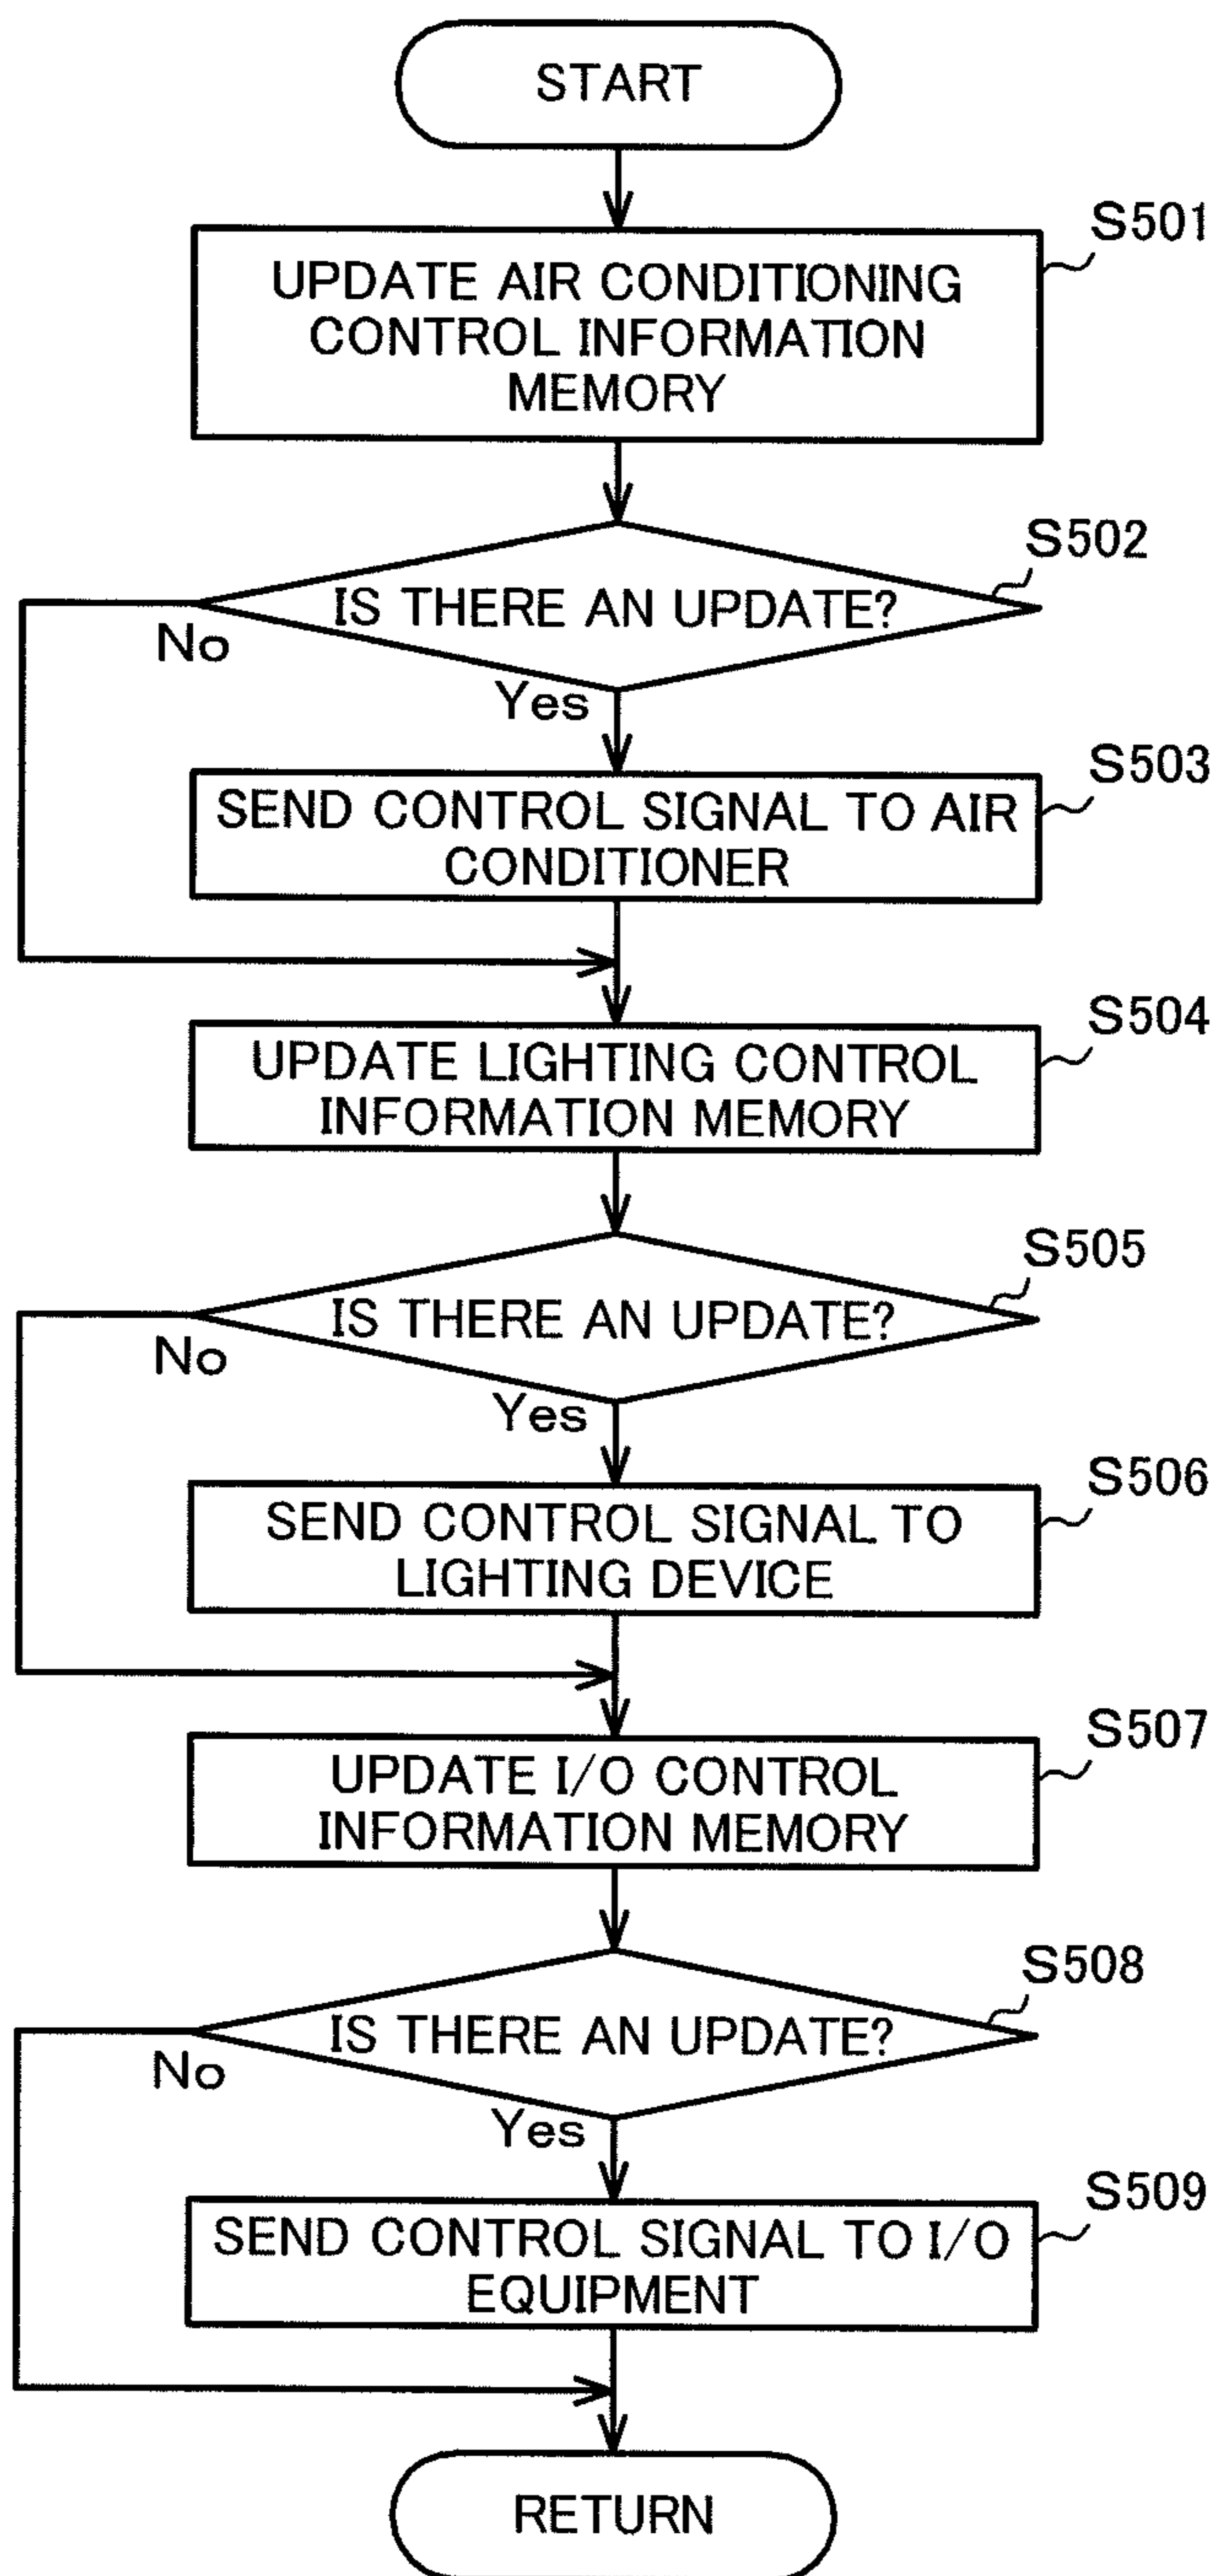 START
S501
UPDATE AIR CONDITIONING
CONTROL INFORMATION
MEMORY
S502
IS THERE AN UPDATE?
No
Yes
S503
SEND CONTROL SIGNAL TO AIR
CONDITIONER
S504
UPDATE LIGHTING CONTROL
INFORMATION MEMORY
S505
IS THERE AN UPDATE?
No
Yes
S506
SEND CONTROL SIGNAL TO
LIGHTING DEVICE
S507
UPDATE I/O CONTROL
INFORMATION MEMORY
S508
IS THERE AN UPDATE?
No
Yes
S509
SEND CONTROL SIGNAL TO I/O
EQUIPMENT
RETURN